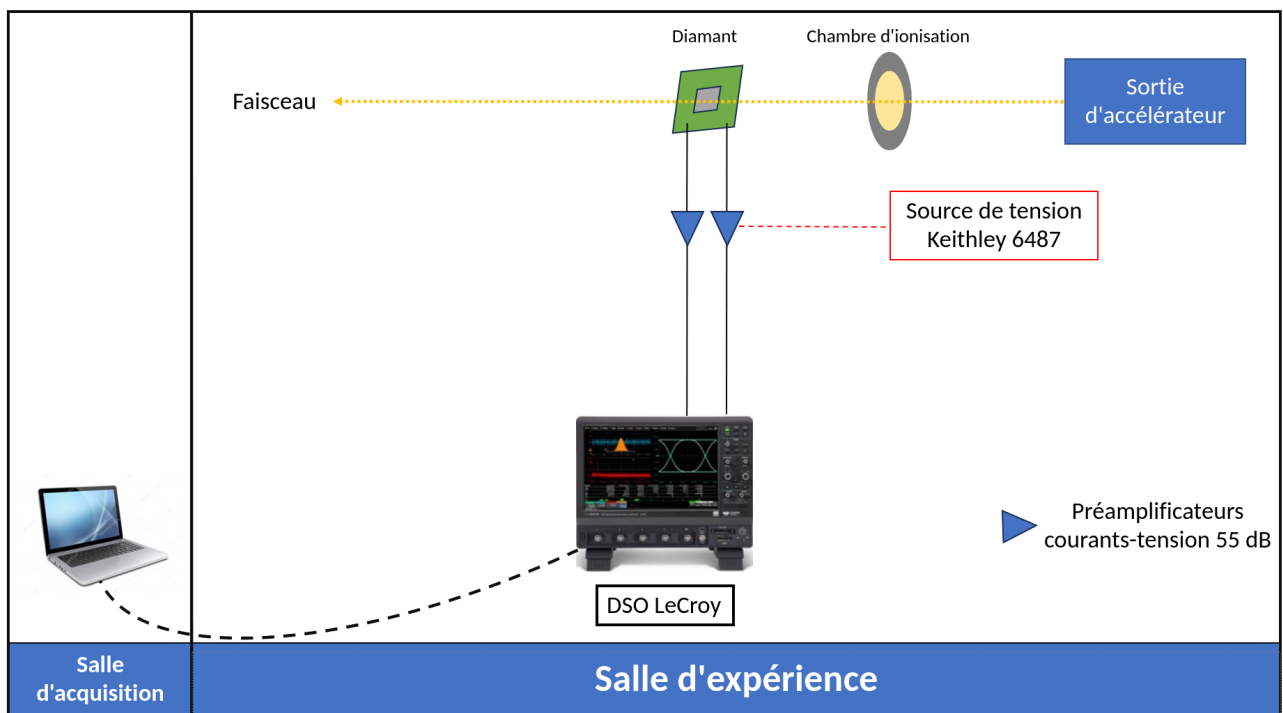 Diamant
Chambre d'ionisation
Faisceau
Sortie
d'accélérateur
Source de tension
Keithley 6487
Préamplificateurs
courants-tension 55 dB
DSO LeCroy
Salle
d'acquisition
Salle d'expérience